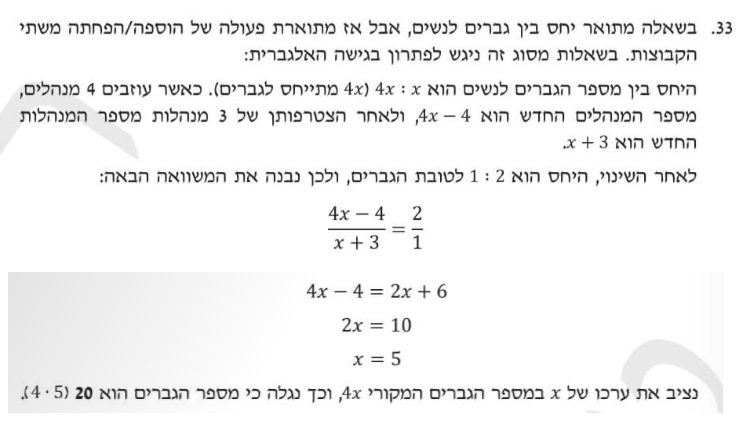 33. בשאלה מתואר יחס בין גברים לנשים, אבל אז מתוארת פעולה של הוספה/הפחתה משתי
הקבוצות. בשאלות מסוג זה ניגש לפתרון בגישה האלגברית:
היחס בין מספר הגברים לנשים הוא 4x : x (4x מתייחס לגברים). כאשר עוזבים 4 מנהלים,
מספר המנהלים החדש הוא 4x – 4, ולאחר הצטרפותן של 3 מנהלות מספר המנהלות
החדש הוא x + 3.
לאחר השינוי, היחס הוא 2 : 1 לטובת הגברים, ולכן נבנה את המשוואה הבאה:
(4x – 4)/(x + 3) = 2/1
4x – 4 = 2x + 6
2x = 10
x = 5
נציב את ערכו של x במספר הגברים המקורי 4x, וכך נגלה כי מספר הגברים הוא 20 (4 · 5).